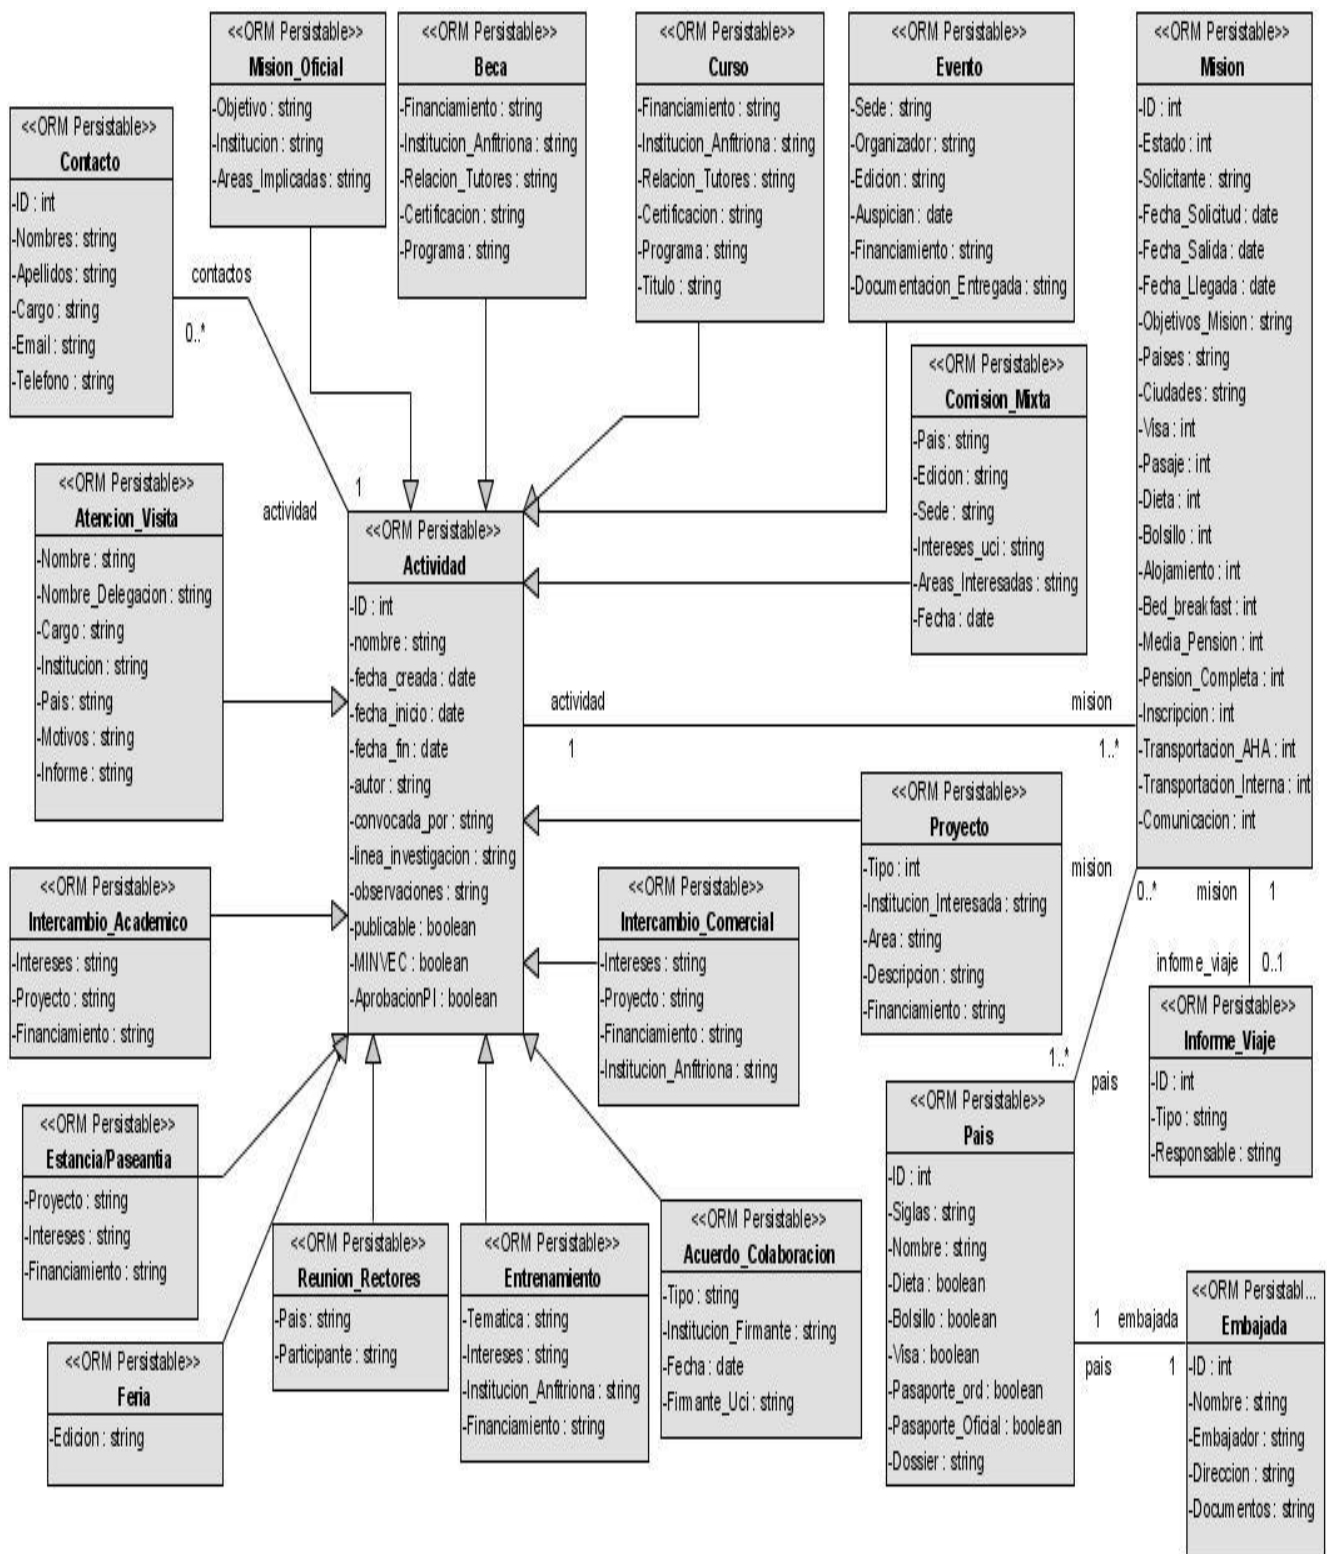 <<ORM Persistable>>
Mision_Oficial
-Objetivo : string
-Institucion : string
-Areas_Implicadas : string
<<ORM Persistable>>
Beca
-Financiamiento : string
-Institucion_Anftriona : string
-Relacion_Tutores : string
-Certificacion : string
-Programa : string
<<ORM Persistable>>
Curso
-Financiamiento : string
-Institucion_Anftriona : string
-Relacion_Tutores : string
-Certificacion : string
-Programa : string
-Titulo : string
<<ORM Persistable>>
Evento
-Sede : string
-Organizador : string
-Edicion : string
-Auspician : date
-Financiamiento : string
-Documentacion_Entregada : string
<<ORM Persistable>>
Mision
-ID : int
-Estado : int
-Solicitante : string
-Fecha_Solicitud : date
-Fecha_Salida : date
-Fecha_Llegada : date
-Objetivos_Mision : string
-Paises : string
-Ciudades : string
-Visa : int
-Pasaje : int
-Dieta : int
-Bolsillo : int
-Alojamiento : int
-Bed_breakfast : int
-Media_Pension : int
-Pension_Completa : int
-Inscripcion : int
-Transportacion_AHA : int
-Transportacion_Interna : int
-Comunicacion : int
<<ORM Persistable>>
Contacto
-ID : int
-Nombres : string
-Apellidos : string
-Cargo : string
-Email : string
-Telefono : string
contactos
0..*
1
actividad
<<ORM Persistable>>
Comision_Mixta
-Pais : string
-Edicion : string
-Sede : string
-Intereses_uci : string
-Areas_Interesadas : string
-Fecha : date
<<ORM Persistable>>
Atencion_Visita
-Nombre : string
-Nombre_Delegacion : string
-Cargo : string
-Institucion : string
-Pais : string
-Motivos : string
-Informe : string
<<ORM Persistable>>
Actividad
-ID : int
-nombre : string
-fecha_creada : date
-fecha_inicio : date
-fecha_fin : date
-autor : string
-convocada_por : string
-linea_investigacion : string
-observaciones : string
-publicable : boolean
-MINVEC : boolean
-AprobacionPI : boolean
actividad
1
mision
1..*
<<ORM Persistable>>
Proyecto
-Tipo : int
-Institucion_Interesada : string
-Area : string
-Descripcion : string
-Financiamiento : string
mision
0..*
mision
1
informe_viaje
0..1
<<ORM Persistable>>
Intercambio_Academico
-Intereses : string
-Proyecto : string
-Financiamiento : string
<<ORM Persistable>>
Intercambio_Comercial
-Intereses : string
-Proyecto : string
-Financiamiento : string
-Institucion_Anftriona : string
<<ORM Persistable>>
Informe_Viaje
-ID : int
-Tipo : string
-Responsable : string
1..*
pais
<<ORM Persistable>>
Pais
-ID : int
-Siglas : string
-Nombre : string
-Dieta : boolean
-Bolsillo : boolean
-Visa : boolean
-Pasaporte_ord : boolean
-Pasaporte_Oficial : boolean
-Dossier : string
<<ORM Persistable>>
Estancia/Paseantia
-Proyecto : string
-Intereses : string
-Financiamiento : string
<<ORM Persistable>>
Reunion_Rectores
-Pais : string
-Participante : string
<<ORM Persistable>>
Entrenamiento
-Tematica : string
-Intereses : string
-Institucion_Anftriona : string
-Financiamiento : string
<<ORM Persistable>>
Acuerdo_Colaboracion
-Tipo : string
-Institucion_Firmante : string
-Fecha : date
-Firmante_Uci : string
<<ORM Persistable>>
Feria
-Edicion : string
1 embajada
pais
1
<<ORM Persistabl...
Embajada
-ID : int
-Nombre : string
-Embajador : string
-Direccion : string
-Documentos : string